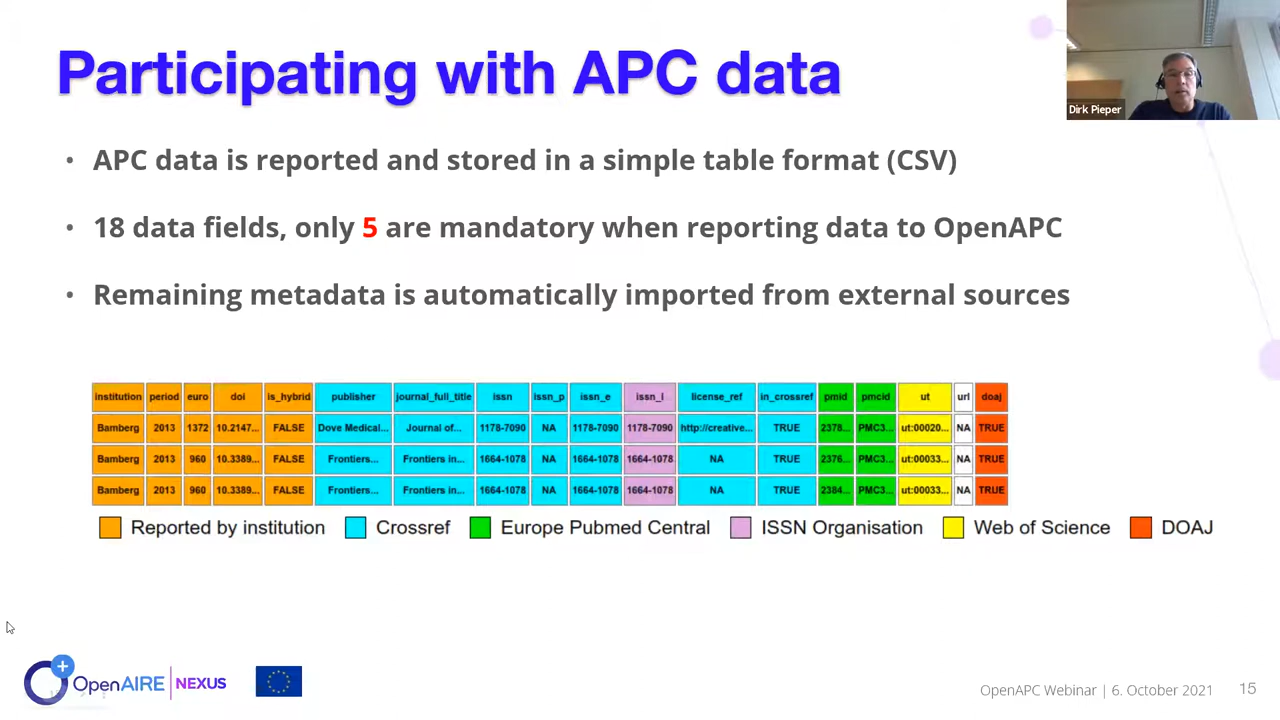 Participating with APC data
Dirk Pieper
• APC data is reported and stored in a simple table format (CSV)
• 18 data fields, only 5 are mandatory when reporting data to OpenAPC
• Remaining metadata is automatically imported from external sources
institution period euro doi is_hybrid publisher journal_full_title issn issn_p issn_e issn_l license_ref in_crossref pmid pmcid ut url doaj
Bamberg 2013 1372 10.2147... FALSE Dove Medical... Journal of... 1178-7090 NA 1178-7090 1178-7090 http://creative... TRUE 2378... PMC3... ut:00020... NA TRUE
Bamberg 2013 960 10.3389... FALSE Frontiers... Frontiers in... 1664-1078 NA 1664-1078 1664-1078 NA TRUE 2376... PMC3... ut:00033... NA TRUE
Bamberg 2013 960 10.3389... FALSE Frontiers... Frontiers in... 1664-1078 NA 1664-1078 1664-1078 NA TRUE 2384... PMC3... ut:00033... NA TRUE
Reported by institution Crossref Europe Pubmed Central ISSN Organisation Web of Science DOAJ
OpenAIRE NEXUS
OpenAPC Webinar | 6. October 2021 15